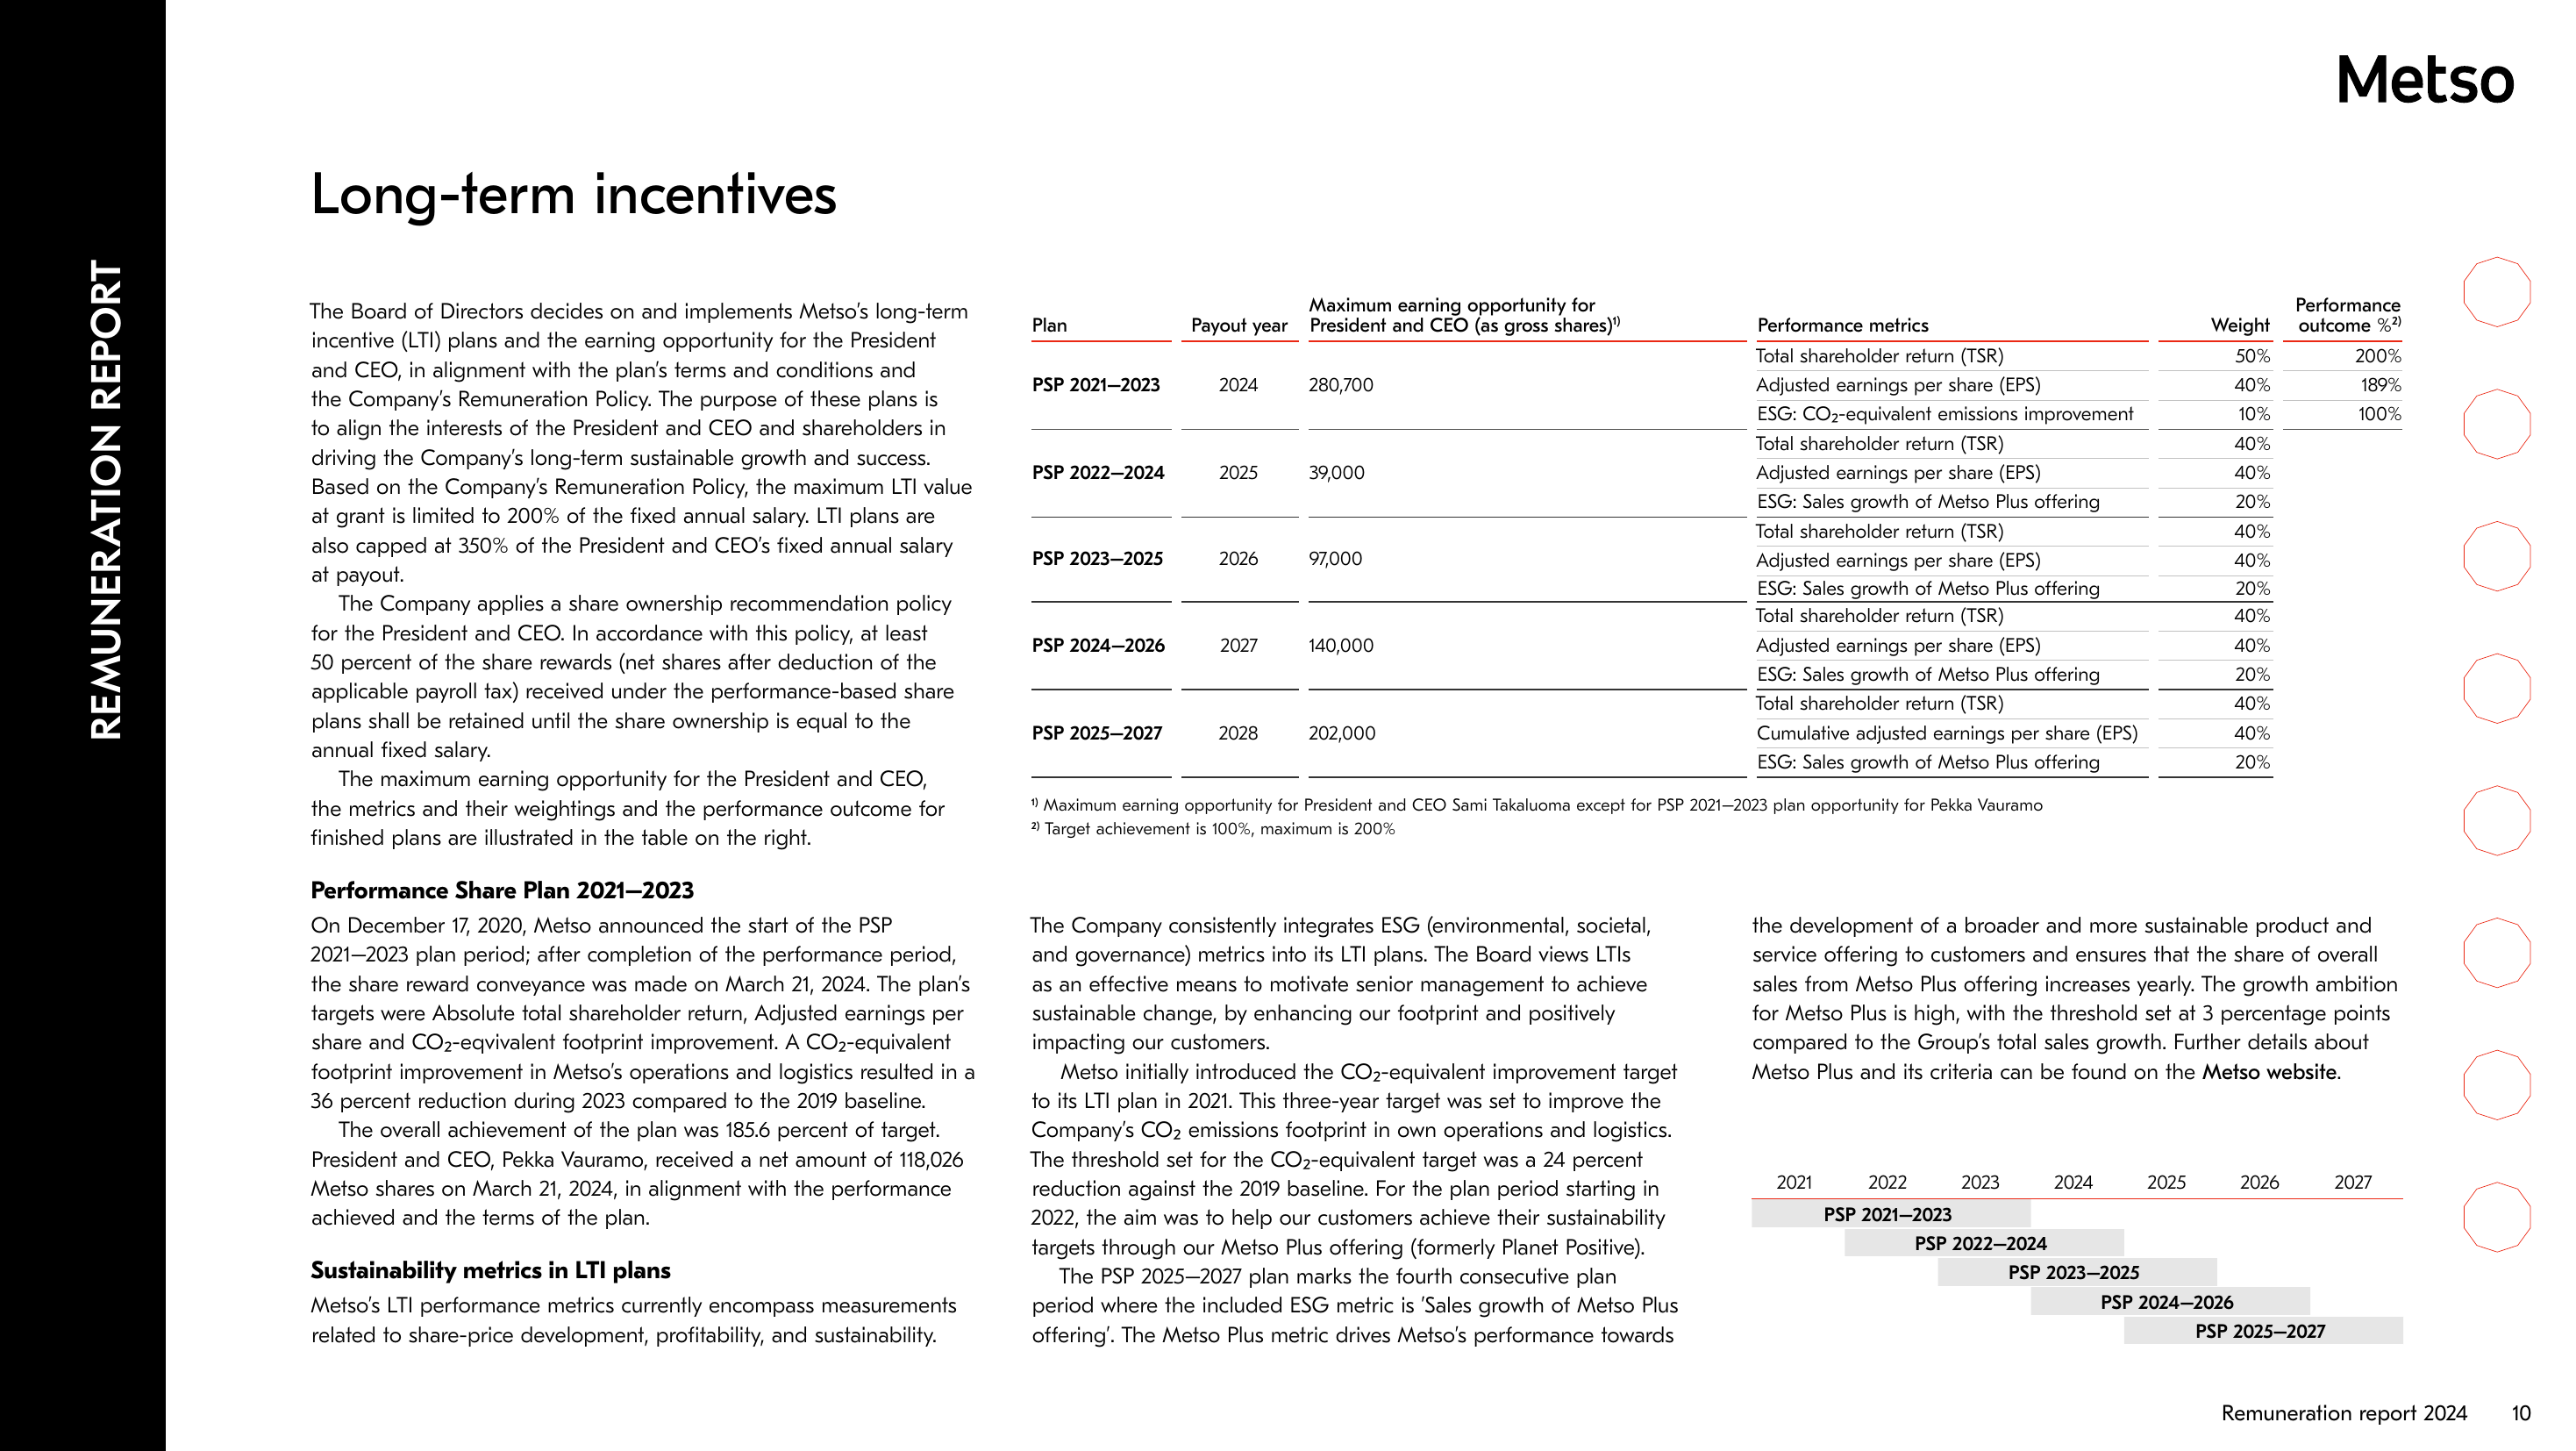 Metso
REMUNERATION REPORT
Long-term incentives
The Board of Directors decides on and implements Metso's long-term
incentive (LTI) plans and the earning opportunity for the President
and CEO, in alignment with the plan's terms and conditions and
the Company's Remuneration Policy. The purpose of these plans is
to align the interests of the President and CEO and shareholders in
driving the Company's long-term sustainable growth and success.
Based on the Company's Remuneration Policy, the maximum LTI value
at grant is limited to 200% of the fixed annual salary. LTI plans are
also capped at 350% of the President and CEO's fixed annual salary
at payout.
The Company applies a share ownership recommendation policy
for the President and CEO. In accordance with this policy, at least
50 percent of the share rewards (net shares after deduction of the
applicable payroll tax) received under the performance-based share
plans shall be retained until the share ownership is equal to the
annual fixed salary.
The maximum earning opportunity for the President and CEO,
the metrics and their weightings and the performance outcome for
finished plans are illustrated in the table on the right.
Performance Share Plan 2021–2023
On December 17, 2020, Metso announced the start of the PSP
2021–2023 plan period; after completion of the performance period,
the share reward conveyance was made on March 21, 2024. The plan's
targets were Absolute total shareholder return, Adjusted earnings per
share and CO₂-eqvivalent footprint improvement. A CO₂-equivalent
footprint improvement in Metso's operations and logistics resulted in a
36 percent reduction during 2023 compared to the 2019 baseline.
The overall achievement of the plan was 185.6 percent of target.
President and CEO, Pekka Vauramo, received a net amount of 118,026
Metso shares on March 21, 2024, in alignment with the performance
achieved and the terms of the plan.
Sustainability metrics in LTI plans
Metso's LTI performance metrics currently encompass measurements
related to share-price development, profitability, and sustainability.
Plan Payout year Maximum earning opportunity for President and CEO (as gross shares)¹⁾ Performance metrics Weight Performance outcome %²⁾
PSP 2021–2023 2024 280,700 Total shareholder return (TSR) 50% 200%
Adjusted earnings per share (EPS) 40% 189%
ESG: CO₂-equivalent emissions improvement 10% 100%
PSP 2022–2024 2025 39,000 Total shareholder return (TSR) 40%
Adjusted earnings per share (EPS) 40%
ESG: Sales growth of Metso Plus offering 20%
PSP 2023–2025 2026 97,000 Total shareholder return (TSR) 40%
Adjusted earnings per share (EPS) 40%
ESG: Sales growth of Metso Plus offering 20%
PSP 2024–2026 2027 140,000 Total shareholder return (TSR) 40%
Adjusted earnings per share (EPS) 40%
ESG: Sales growth of Metso Plus offering 20%
PSP 2025–2027 2028 202,000 Total shareholder return (TSR) 40%
Cumulative adjusted earnings per share (EPS) 40%
ESG: Sales growth of Metso Plus offering 20%
¹⁾ Maximum earning opportunity for President and CEO Sami Takaluoma except for PSP 2021–2023 plan opportunity for Pekka Vauramo
²⁾ Target achievement is 100%, maximum is 200%
The Company consistently integrates ESG (environmental, societal,
and governance) metrics into its LTI plans. The Board views LTIs
as an effective means to motivate senior management to achieve
sustainable change, by enhancing our footprint and positively
impacting our customers.
Metso initially introduced the CO₂-equivalent improvement target
to its LTI plan in 2021. This three-year target was set to improve the
Company's CO₂ emissions footprint in own operations and logistics.
The threshold set for the CO₂-equivalent target was a 24 percent
reduction against the 2019 baseline. For the plan period starting in
2022, the aim was to help our customers achieve their sustainability
targets through our Metso Plus offering (formerly Planet Positive).
The PSP 2025–2027 plan marks the fourth consecutive plan
period where the included ESG metric is 'Sales growth of Metso Plus
offering'. The Metso Plus metric drives Metso's performance towards
the development of a broader and more sustainable product and
service offering to customers and ensures that the share of overall
sales from Metso Plus offering increases yearly. The growth ambition
for Metso Plus is high, with the threshold set at 3 percentage points
compared to the Group's total sales growth. Further details about
Metso Plus and its criteria can be found on the Metso website.
2021 2022 2023 2024 2025 2026 2027
PSP 2021–2023
PSP 2022–2024
PSP 2023–2025
PSP 2024–2026
PSP 2025–2027
Remuneration report 2024 10